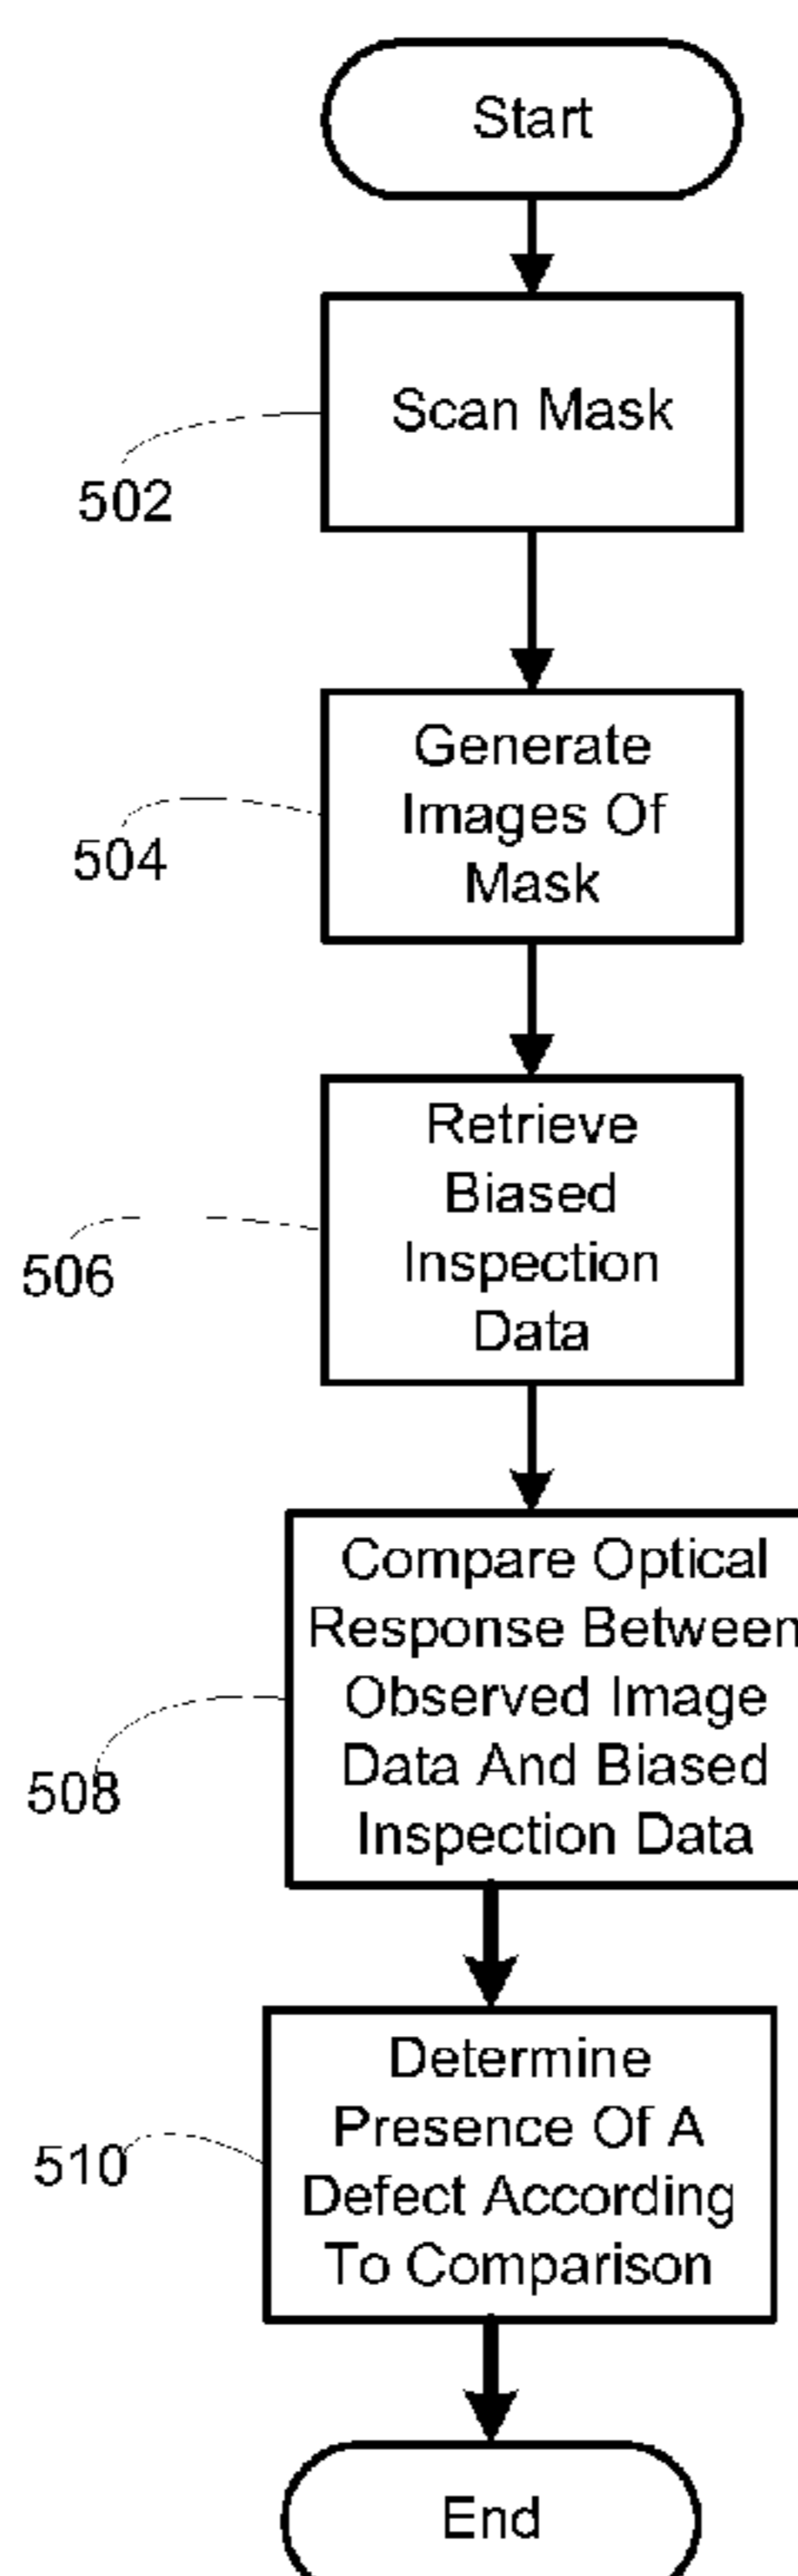 Start
Scan Mask
502
Generate
Images Of
Mask
504
Retrieve
Biased
Inspection
Data
506
Compare Optical
Response Between
Observed Image
Data And Biased
Inspection Data
508
Determine
Presence Of A
Defect According
To Comparison
510
End